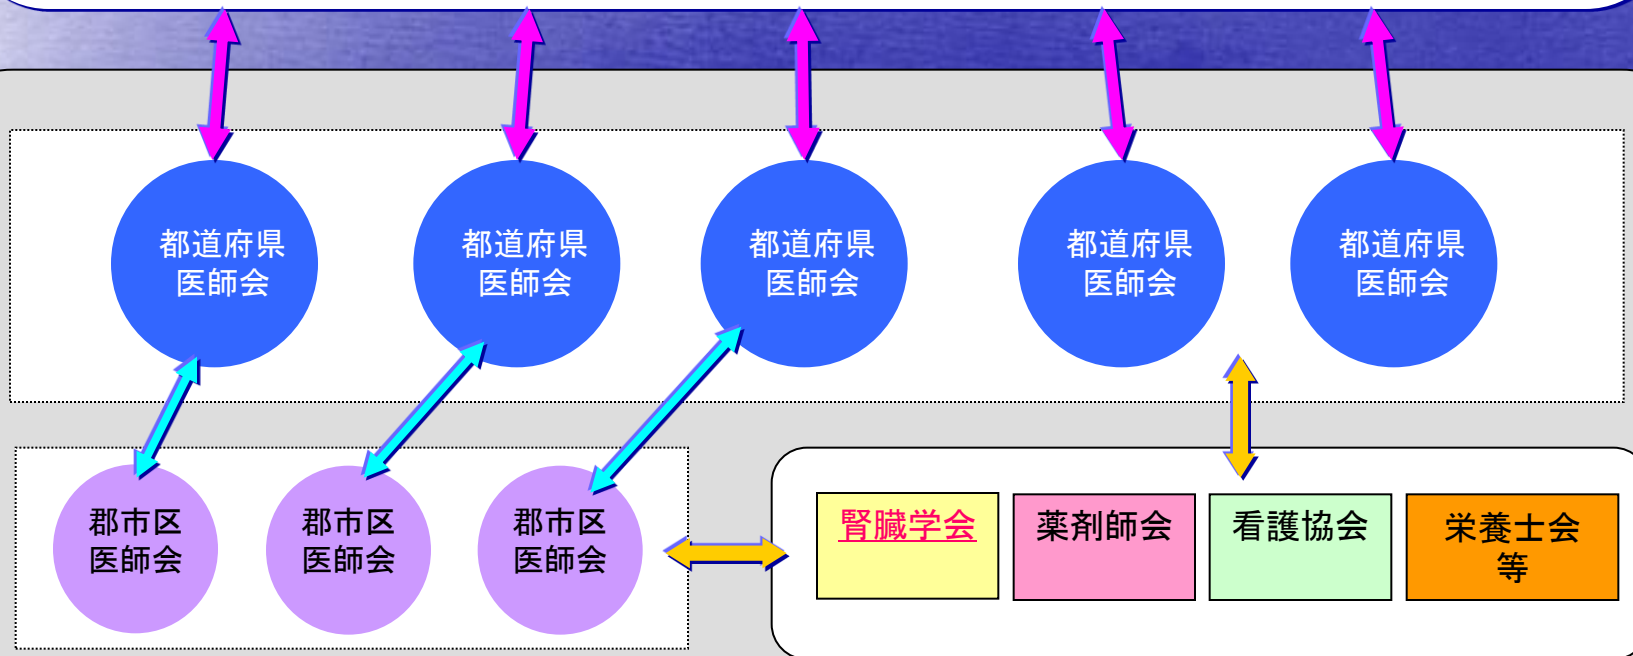 都道府県
医師会
都道府県
医師会
都道府県
医師会
都道府県
医師会
都道府県
医師会
郡市区
医師会
郡市区
医師会
郡市区
医師会
腎臓学会
薬剤師会
看護協会
栄養士会
等